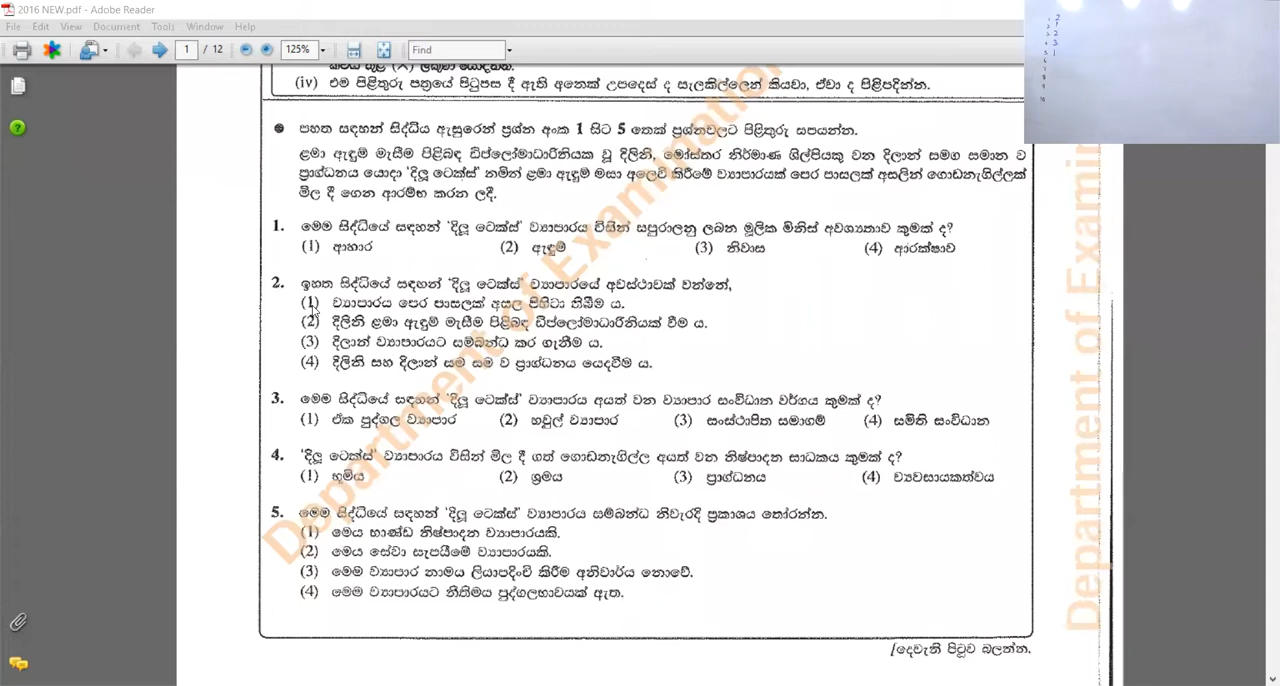 2016 NEW.pdf - Adobe Reader
File Edit View Document Tools Window Help
1 / 12 125% Find
(iv) එම පිළිතුරු පත්‍රයේ පිටුපස දී ඇති අනෙක් උපදෙස් ද සැලකිල්ලෙන් කියවා, ඒවා ද පිළිපදින්න.
● පහත සඳහන් සිද්ධිය ඇසුරෙන් ප්‍රශ්න අංක 1 සිට 5 තෙක් ප්‍රශ්නවලට පිළිතුරු සපයන්න.
ළමා ඇඳුම් මැසීම පිළිබඳ ඩිප්ලෝමාධාරිනියක වූ දිලිනි, මෝස්තර නිර්මාණ ශිල්පියකු වන දිලාන් සමග සමාන ව
ප්‍රාග්ධනය යොදා 'දිලූ ටෙක්ස්' නමින් ළමා ඇඳුම් මසා අලෙවි කිරීමේ ව්‍යාපාරයක් පෙර පාසලක් අසලින් ගොඩනැගිල්ලක්
මිල දී ගෙන ආරම්භ කරන ලදී.
1. මෙම සිද්ධියේ සඳහන් 'දිලූ ටෙක්ස්' ව්‍යාපාරය විසින් සපුරාලනු ලබන මූලික මිනිස් අවශ්‍යතාව කුමක් ද?
(1) ආහාර (2) ඇඳුම් (3) නිවාස (4) ආරක්ෂාව
2. ඉහත සිද්ධියේ සඳහන් 'දිලූ ටෙක්ස්' ව්‍යාපාරයේ අවස්ථාවක් වන්නේ,
(1) ව්‍යාපාරය පෙර පාසලක් අසල පිහිටා තිබීම ය.
(2) දිලිනි ළමා ඇඳුම් මැසීම පිළිබඳ ඩිප්ලෝමාධාරිනියක් වීම ය.
(3) දිලාන් ව්‍යාපාරයට සම්බන්ධ කර ගැනීම ය.
(4) දිලිනි සහ දිලාන් සම සම ව ප්‍රාග්ධනය යෙදවීම ය.
3. මෙම සිද්ධියේ සඳහන් 'දිලූ ටෙක්ස්' ව්‍යාපාරය අයත් වන ව්‍යාපාර සංවිධාන වර්ගය කුමක් ද?
(1) ඒක පුද්ගල ව්‍යාපාර (2) හවුල් ව්‍යාපාර (3) සංස්ථාපිත සමාගම් (4) සමිති සංවිධාන
4. 'දිලූ ටෙක්ස්' ව්‍යාපාරය විසින් මිල දී ගත් ගොඩනැගිල්ල අයත් වන නිෂ්පාදන සාධකය කුමක් ද?
(1) භූමිය (2) ශ්‍රමය (3) ප්‍රාග්ධනය (4) ව්‍යවසායකත්වය
5. මෙම සිද්ධියේ සඳහන් 'දිලූ ටෙක්ස්' ව්‍යාපාරය සම්බන්ධ නිවැරදි ප්‍රකාශය තෝරන්න.
(1) මෙය භාණ්ඩ නිෂ්පාදන ව්‍යාපාරයකි.
(2) මෙය සේවා සැපයීමේ ව්‍යාපාරයකි.
(3) මෙම ව්‍යාපාර නාමය ලියාපදිංචි කිරීම අනිවාර්ය නොවේ.
(4) මෙම ව්‍යාපාරයට නීතිමය පුද්ගලභාවයක් ඇත.
/දෙවැනි පිටුව බලන්න.
Department of Examination
Department of Examin